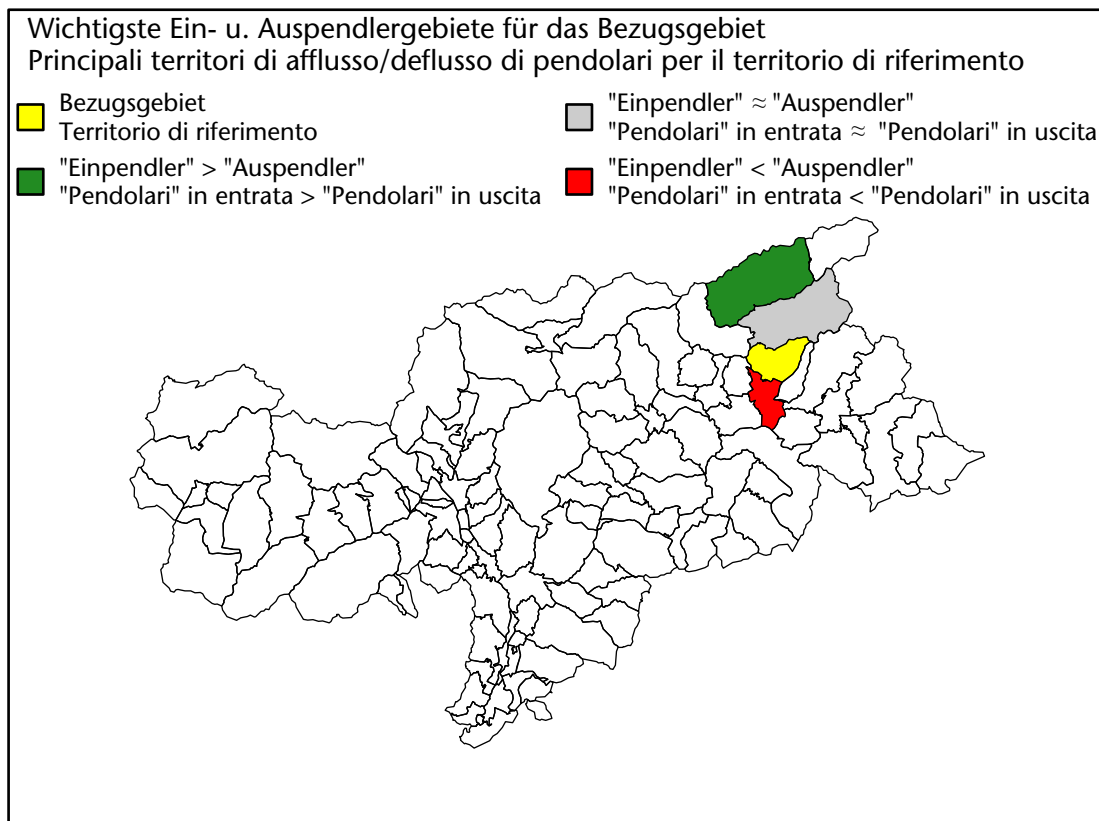 Wichtigste Ein- u. Auspendlergebiete für das Bezugsgebiet
Principali territori di afflusso/deflusso di pendolari per il territorio di riferimento
Bezugsgebiet
Territorio di riferimento
"Einpendler" > "Auspendler"
"Pendolari" in entrata > "Pendolari" in uscita
"Einpendler" ≈ "Auspendler"
"Pendolari" in entrata ≈ "Pendolari" in uscita
"Einpendler" < "Auspendler"
"Pendolari" in entrata < "Pendolari" in uscita